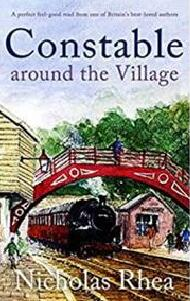 A perfect feel-good read from one of Britain's best-loved authors
Constable
around the Village
Nicholas Rhea